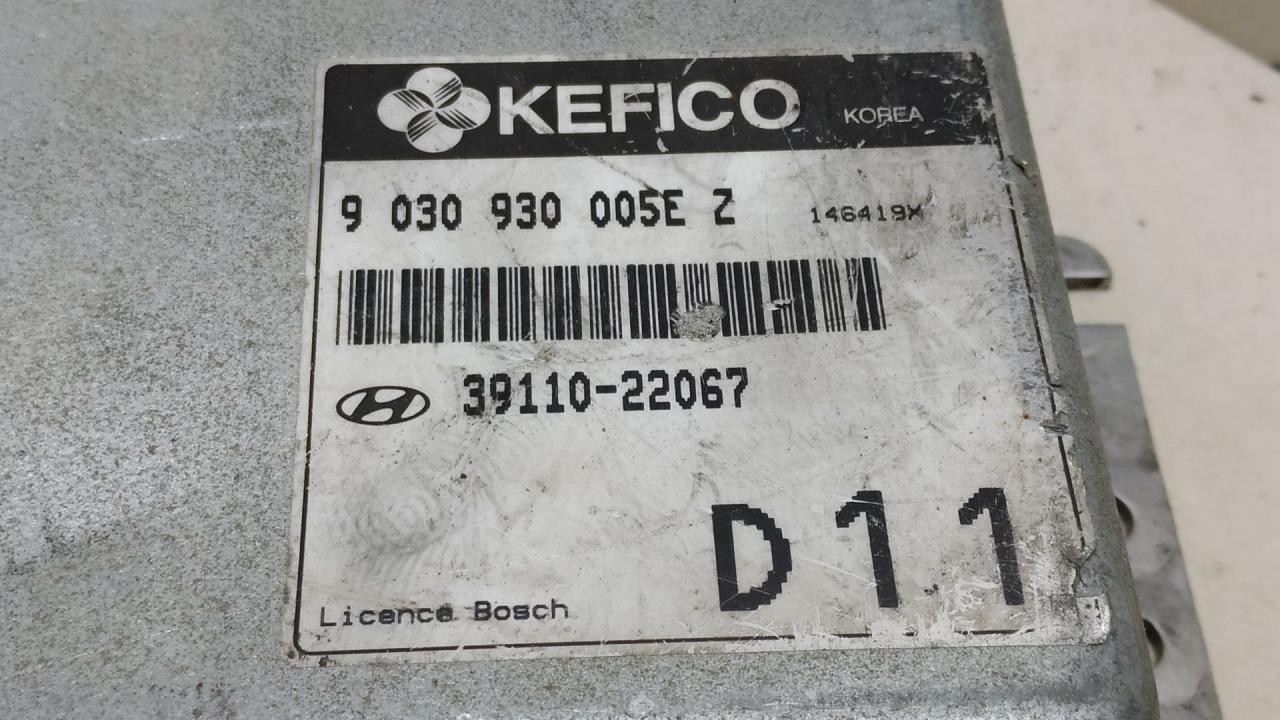 KEFICO KOREA
9 030 930 005E Z 146419X
39110-22067
D11
Licence Bosch